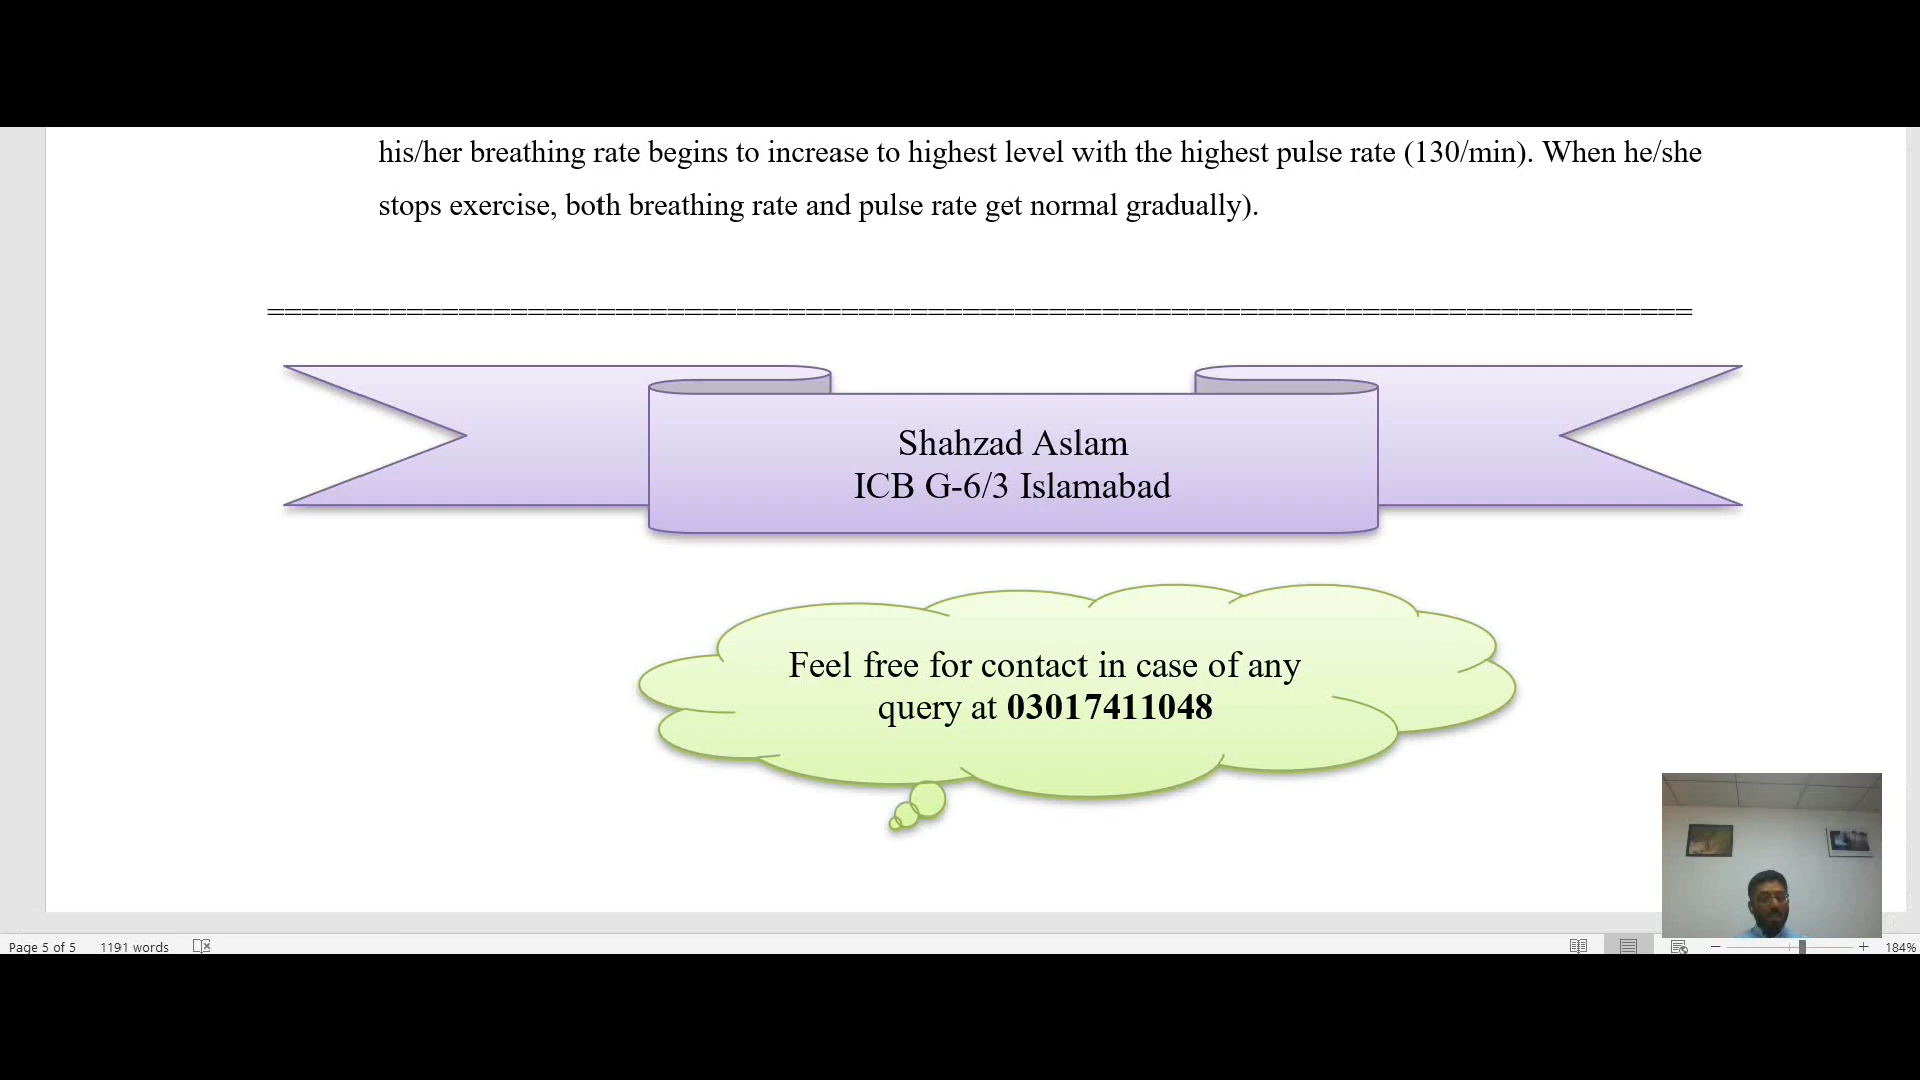 his/her breathing rate begins to increase to highest level with the highest pulse rate (130/min). When he/she
stops exercise, both breathing rate and pulse rate get normal gradually).
==================================================================================
Shahzad Aslam
ICB G-6/3 Islamabad
Feel free for contact in case of any
query at 03017411048
Page 5 of 5 1191 words 184%